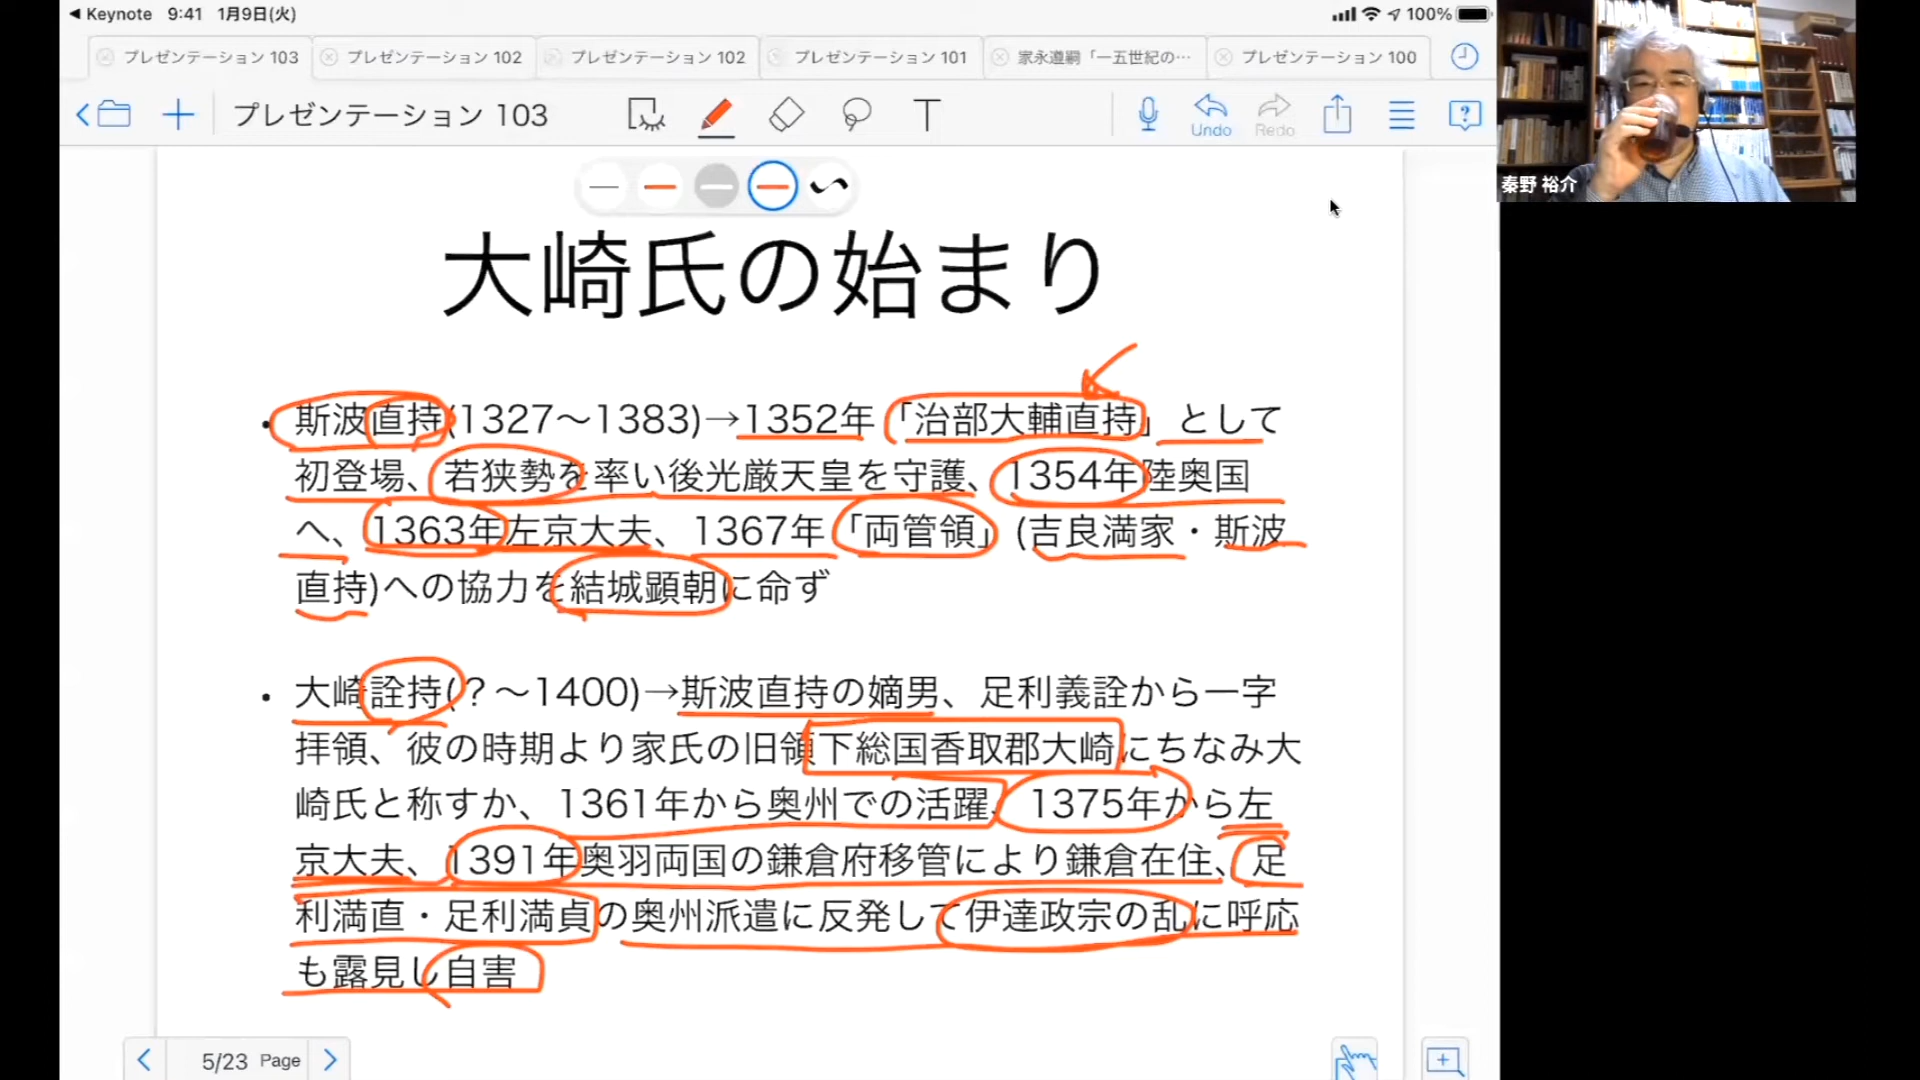 Keynote 9:41 1月9日(火) 100%
プレゼンテーション 103 プレゼンテーション 102 プレゼンテーション 102 プレゼンテーション 101 家永遵嗣「一五世紀の… プレゼンテーション 100
プレゼンテーション 103 T Undo Redo
秦野 裕介
大崎氏の始まり
・斯波直持(1327〜1383)→1352年「治部大輔直持」として
初登場、若狭勢を率い後光厳天皇を守護、1354年陸奥国
へ、1363年左京大夫、1367年「両管領」(吉良満家・斯波
直持)への協力を結城顕朝に命ず
・大崎詮持(?〜1400)→斯波直持の嫡男、足利義詮から一字
拝領、彼の時期より家氏の旧領下総国香取郡大崎にちなみ大
崎氏と称すか、1361年から奥州での活躍、1375年から左
京大夫、1391年奥羽両国の鎌倉府移管により鎌倉在住、足
利満直・足利満貞の奥州派遣に反発して伊達政宗の乱に呼応
も露見し自害
5/23 Page